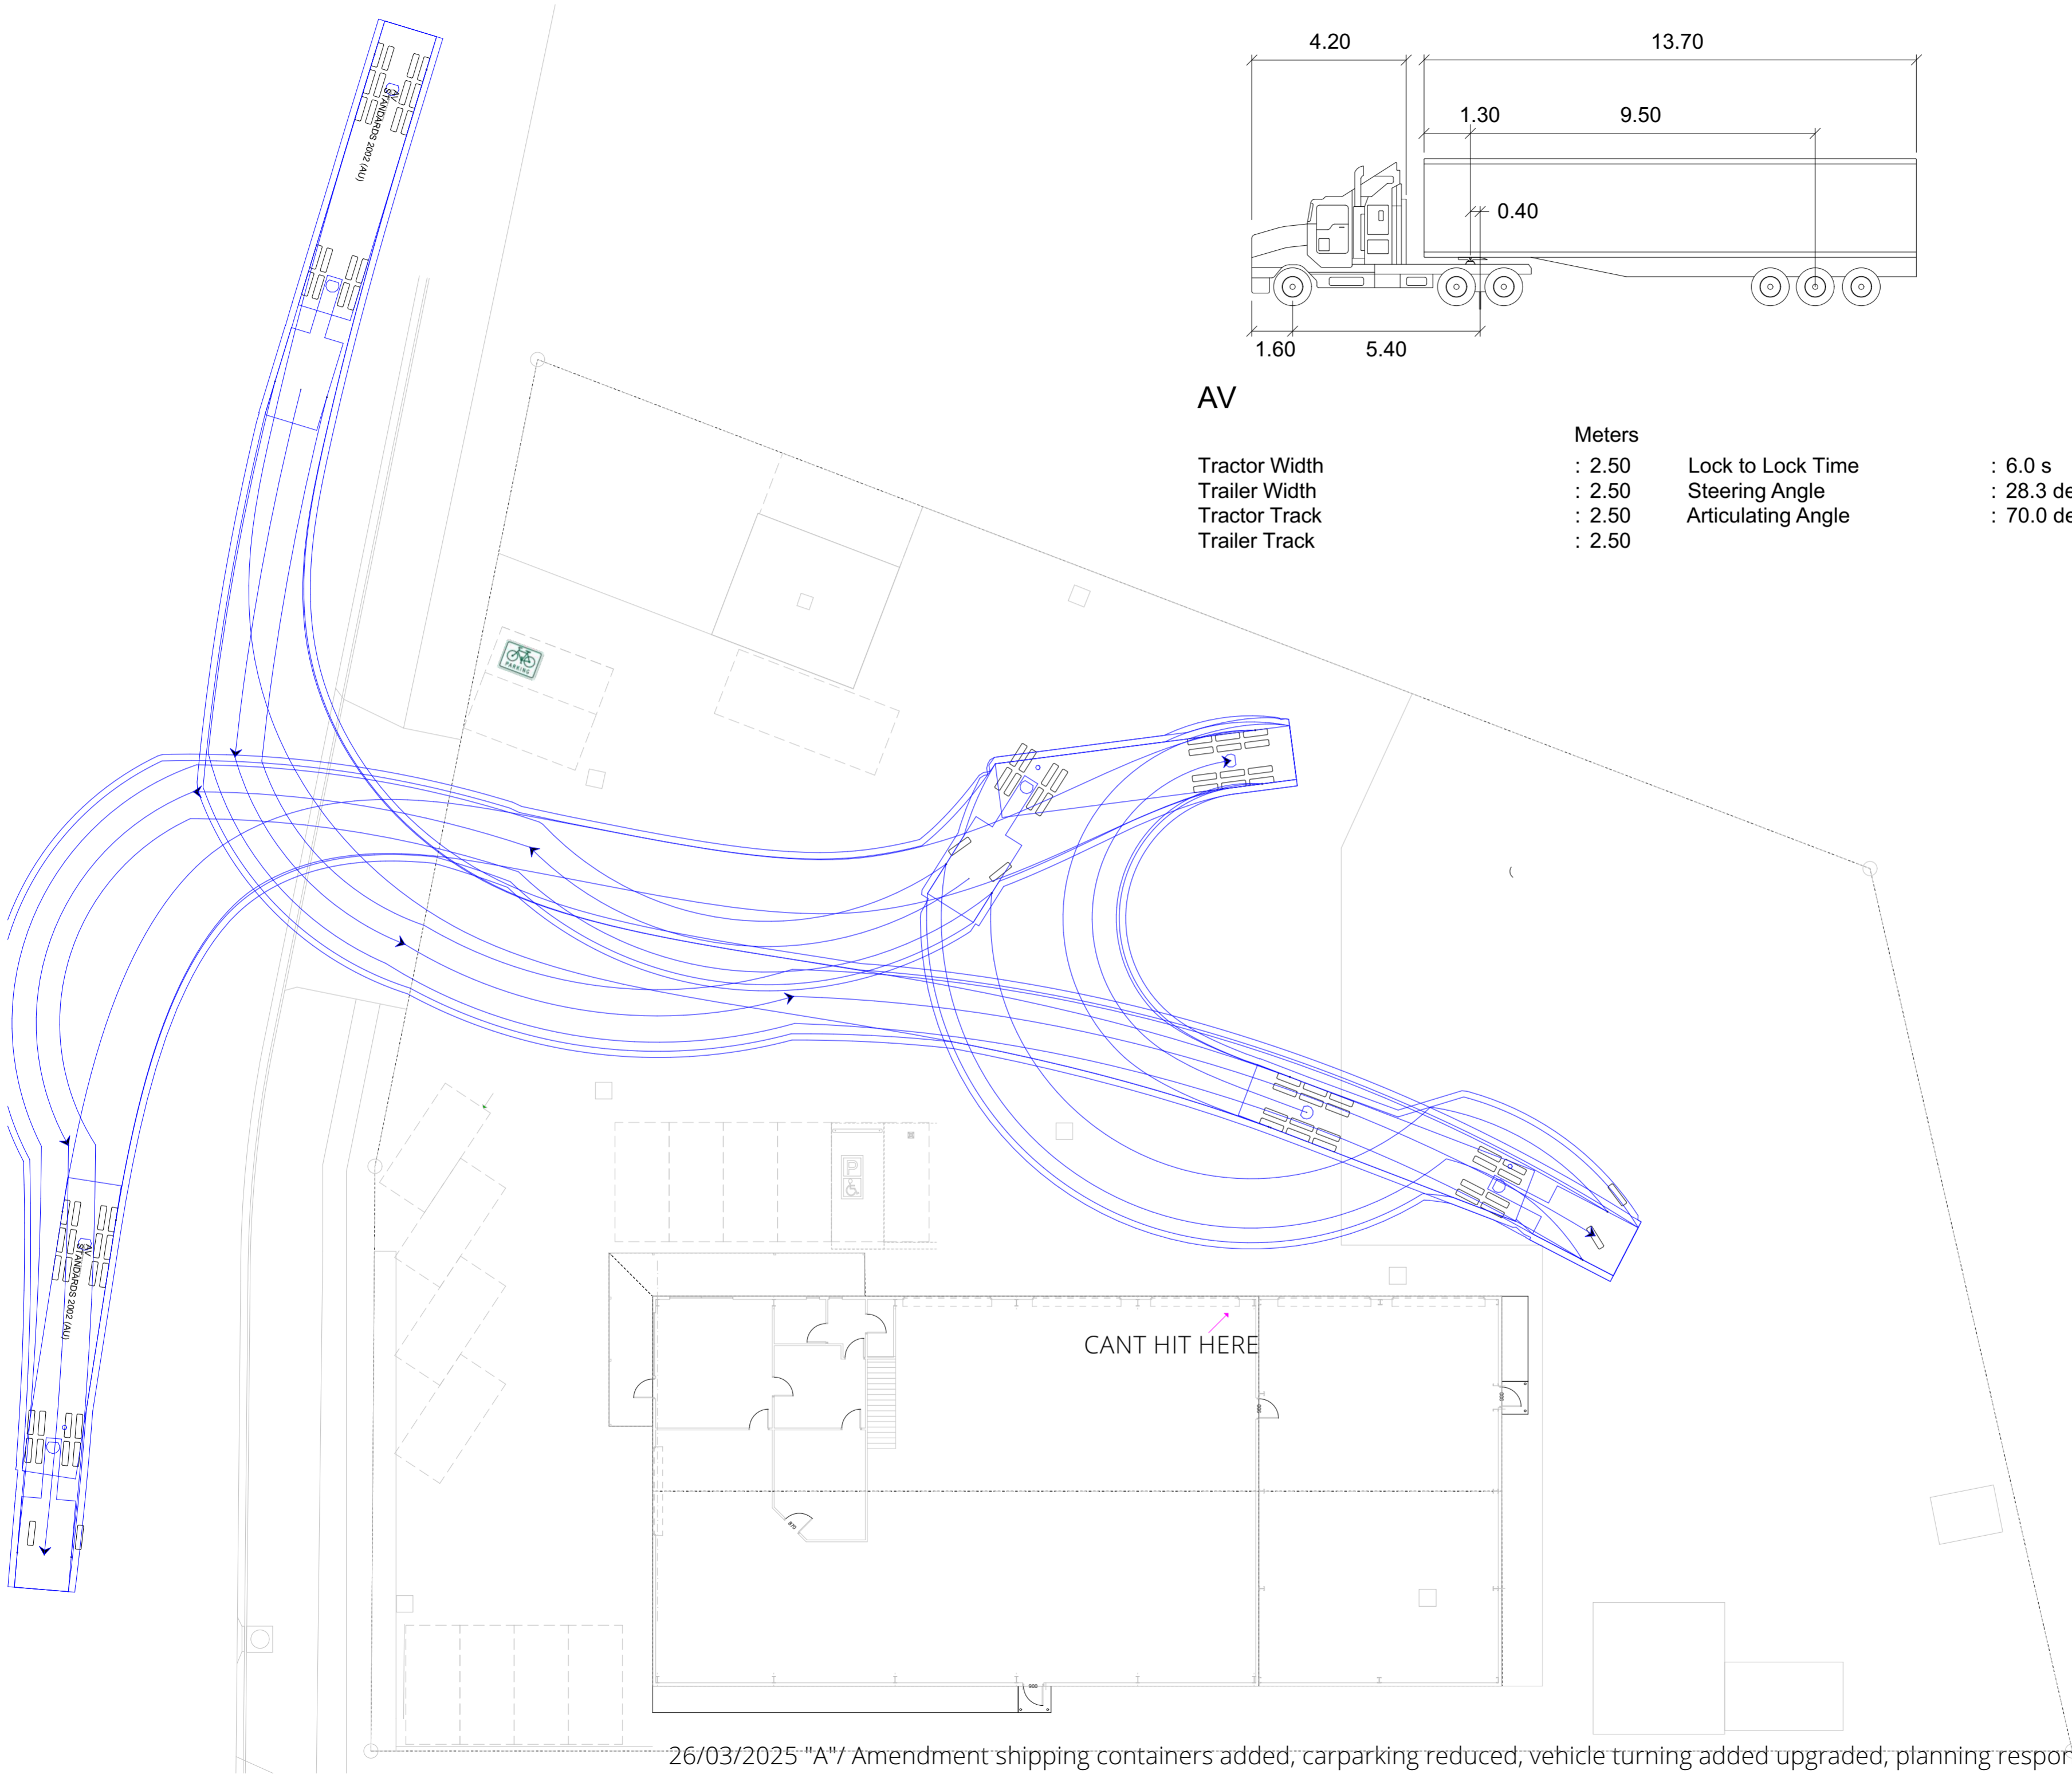 4.20
13.70
1.30
9.50
0.40
1.60
5.40
AV
STANDARDS 2002 (AU)
AV
Meters
Tractor Width : 2.50 Lock to Lock Time : 6.0 s
Trailer Width : 2.50 Steering Angle : 28.3 de
Tractor Track : 2.50 Articulating Angle : 70.0 de
Trailer Track : 2.50
PARKING
P
AV
STANDARDS 2002 (AU)
CANT HIT HERE
870
900
26/03/2025 "A"/ Amendment shipping containers added, carparking reduced, vehicle turning added upgraded, planning respon